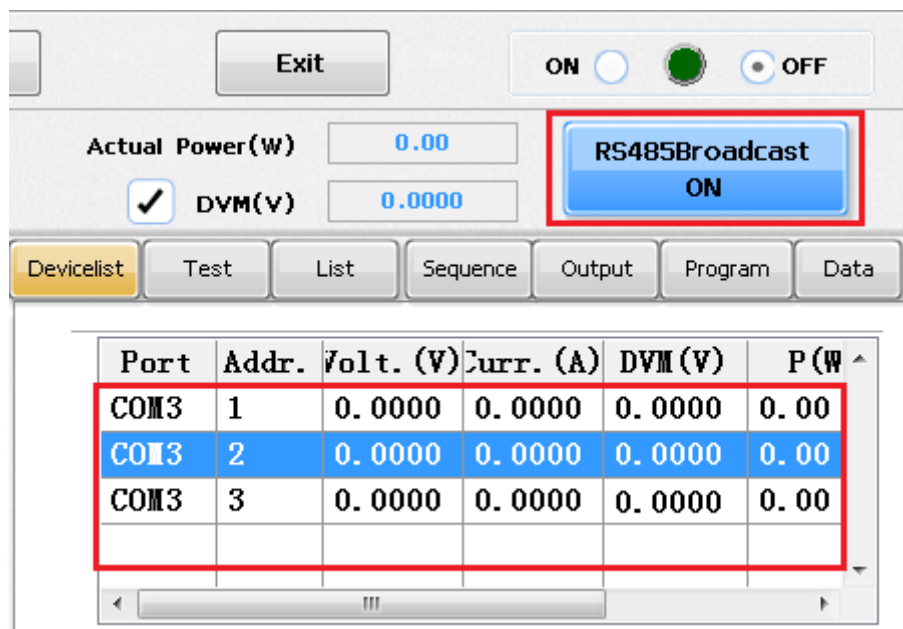 Exit
ON OFF
Actual Power(W) 0.00
RS485Broadcast
ON
DVM(V) 0.0000
Devicelist Test List Sequence Output Program Data
Port Addr. Volt.(V) Curr.(A) DVM(V) P(W
COM3 1 0.0000 0.0000 0.0000 0.00
COM3 2 0.0000 0.0000 0.0000 0.00
COM3 3 0.0000 0.0000 0.0000 0.00